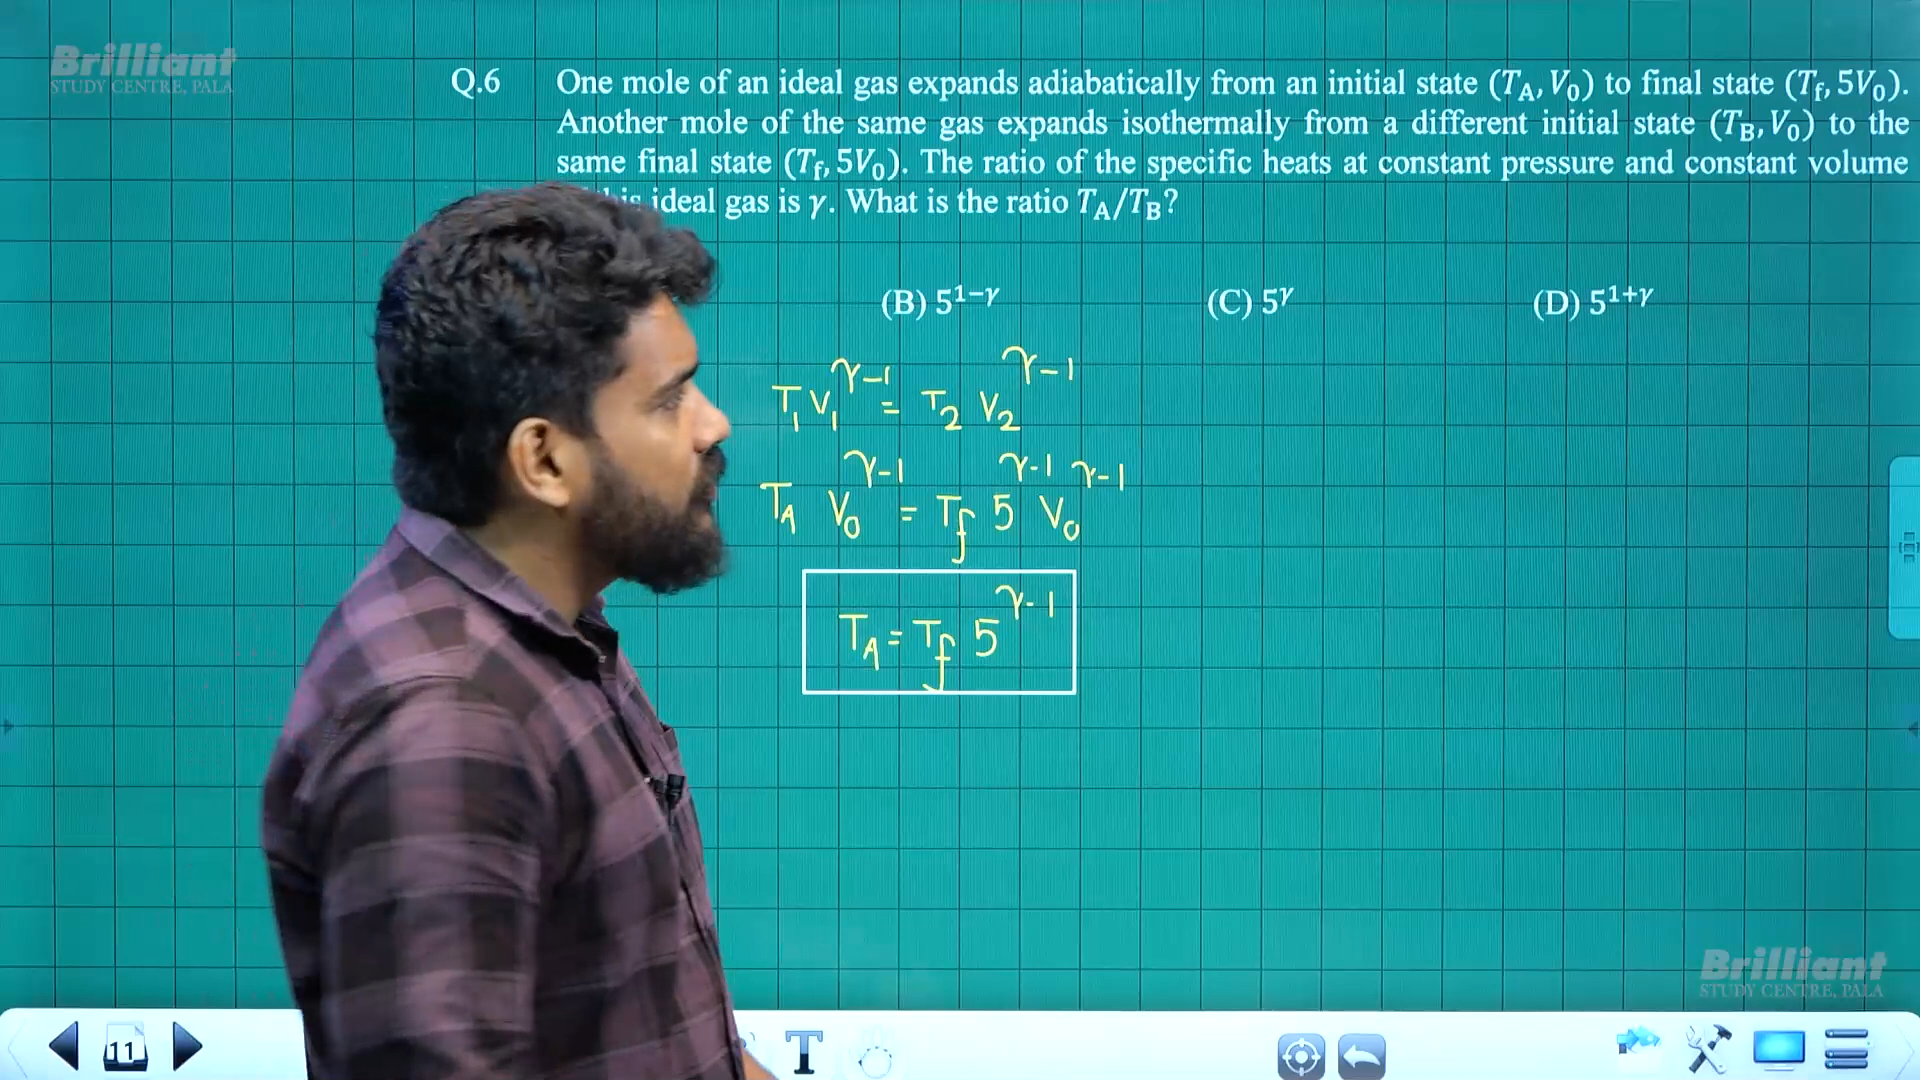 Brilliant
STUDY CENTRE, PALA
Q.6 One mole of an ideal gas expands adiabatically from an initial state (T_A, V_0) to final state (T_f, 5V_0).
Another mole of the same gas expands isothermally from a different initial state (T_B, V_0) to the
same final state (T_f, 5V_0). The ratio of the specific heats at constant pressure and constant volume
ideal gas is γ. What is the ratio T_A/T_B?
(B) 5^{1−γ} (C) 5^γ (D) 5^{1+γ}
T_1 V_1^{γ-1} = T_2 V_2^{γ-1}
T_A V_0^{γ-1} = T_f 5^{γ-1} V_0^{γ-1}
T_A = T_f 5^{γ-1}
Brilliant
STUDY CENTRE, PALA
11
T